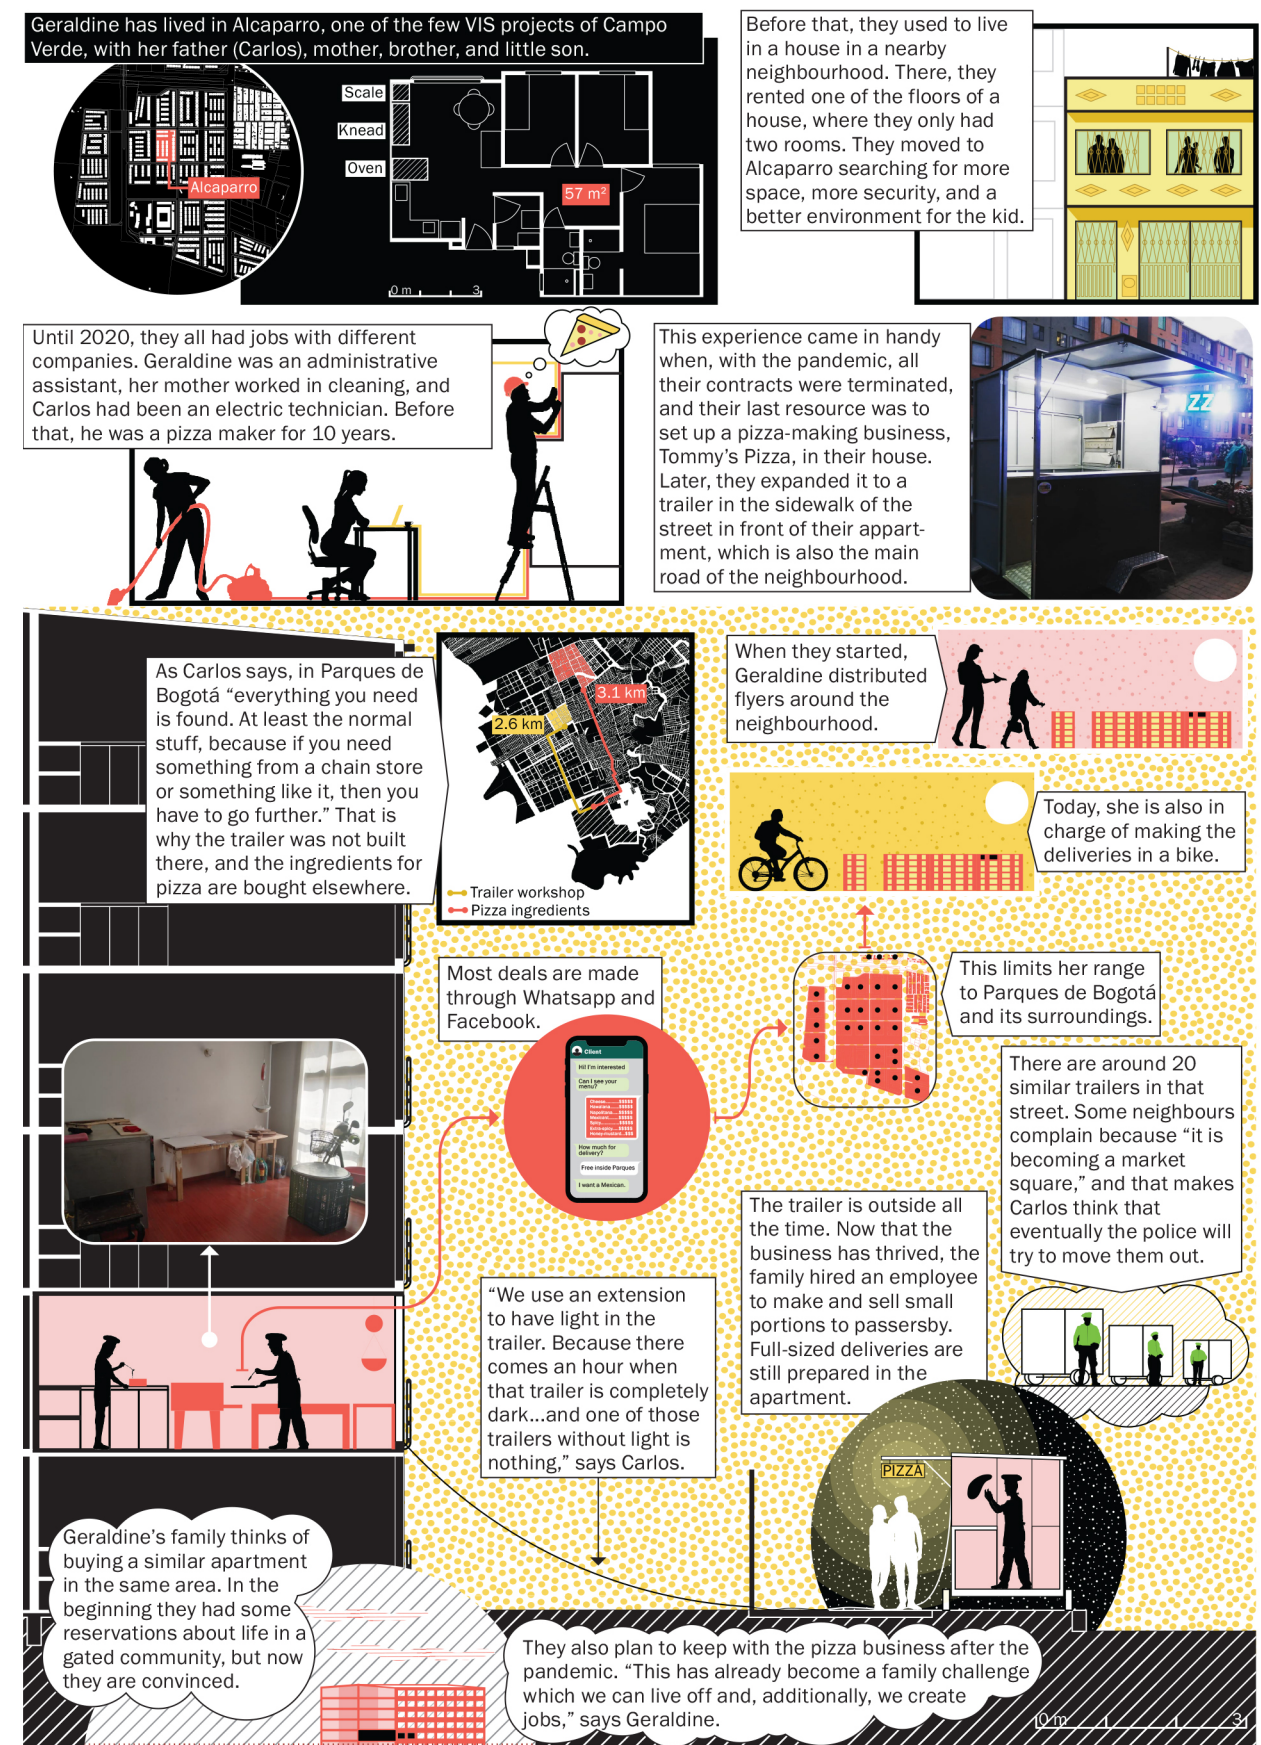 Geraldine has lived in Alcaparro, one of the few VIS projects of Campo
Verde, with her father (Carlos), mother, brother, and little son.
Scale
Knead
Oven
Alcaparro
57 m²
0 m
3
Before that, they used to live
in a house in a nearby
neighbourhood. There, they
rented one of the floors of a
house, where they only had
two rooms. They moved to
Alcaparro searching for more
space, more security, and a
better environment for the kid.
Until 2020, they all had jobs with different
companies. Geraldine was an administrative
assistant, her mother worked in cleaning, and
Carlos had been an electric technician. Before
that, he was a pizza maker for 10 years.
This experience came in handy
when, with the pandemic, all
their contracts were terminated,
and their last resource was to
set up a pizza-making business,
Tommy's Pizza, in their house.
Later, they expanded it to a
trailer in the sidewalk of the
street in front of their appart-
ment, which is also the main
road of the neighbourhood.
ZZ
As Carlos says, in Parques de
Bogotá “everything you need
is found. At least the normal
stuff, because if you need
something from a chain store
or something like it, then you
have to go further.” That is
why the trailer was not built
there, and the ingredients for
pizza are bought elsewhere.
3.1 km
2.6 km
Trailer workshop
Pizza ingredients
When they started,
Geraldine distributed
flyers around the
neighbourhood.
Today, she is also in
charge of making the
deliveries in a bike.
Most deals are made
through Whatsapp and
Facebook.
Client
Hi! I'm interested
Can I see your
menu?
How much for
delivery?
Free inside Parques
I want a Mexican.
This limits her range
to Parques de Bogotá
and its surroundings.
There are around 20
similar trailers in that
street. Some neighbours
complain because “it is
becoming a market
square,” and that makes
Carlos think that
eventually the police will
try to move them out.
The trailer is outside all
the time. Now that the
business has thrived, the
family hired an employee
to make and sell small
portions to passersby.
Full-sized deliveries are
still prepared in the
apartment.
“We use an extension
to have light in the
trailer. Because there
comes an hour when
that trailer is completely
dark...and one of those
trailers without light is
nothing,” says Carlos.
PIZZA
Geraldine's family thinks of
buying a similar apartment
in the same area. In the
beginning they had some
reservations about life in a
gated community, but now
they are convinced.
They also plan to keep with the pizza business after the
pandemic. “This has already become a family challenge
which we can live off and, additionally, we create
jobs,” says Geraldine.
0 m
3